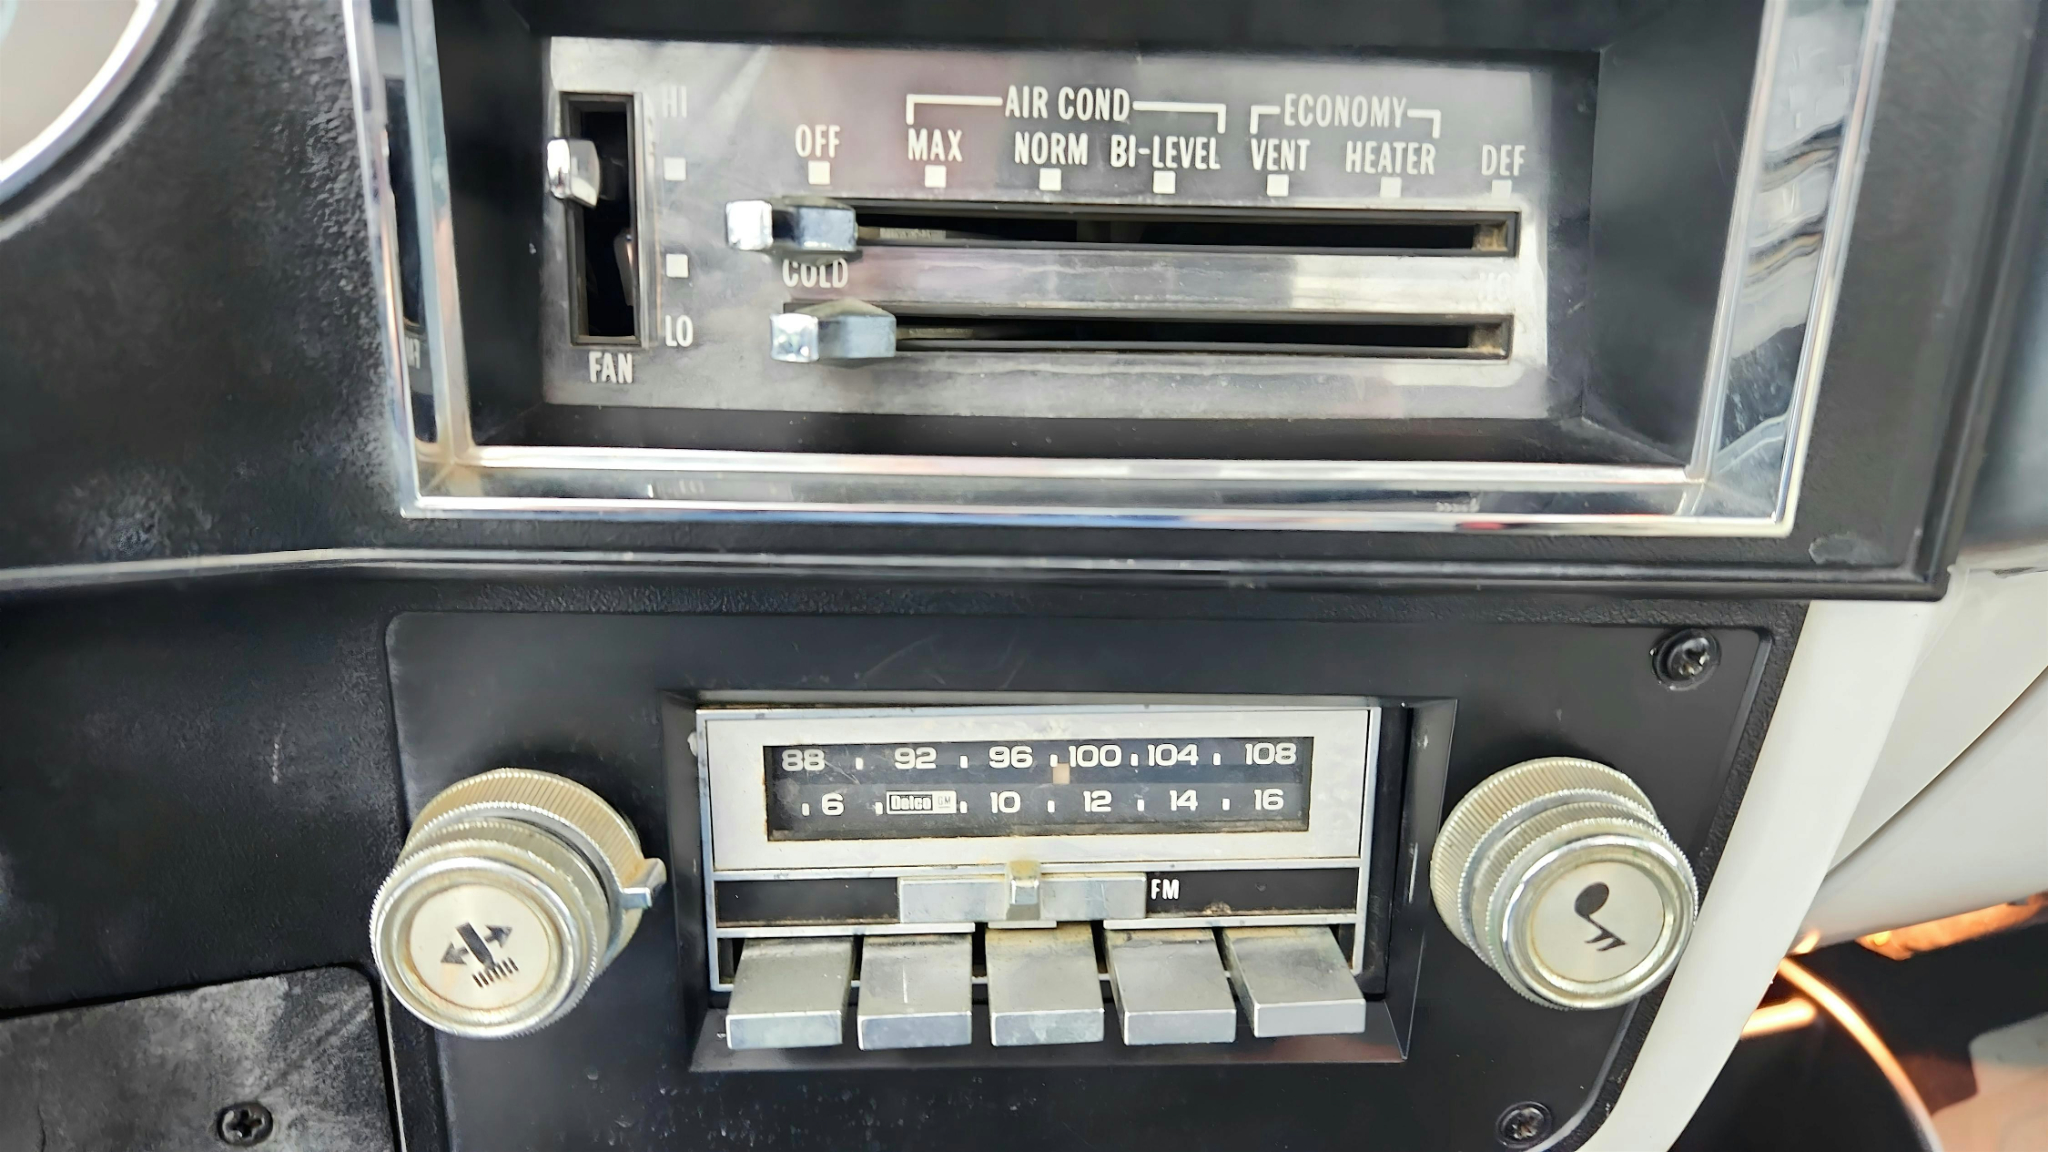 HI
AIR COND
ECONOMY
OFF MAX NORM BI-LEVEL VENT HEATER DEF
COLD
LO
FAN
88 92 96 100 104 108
6 Delco GM 10 12 14 16
FM